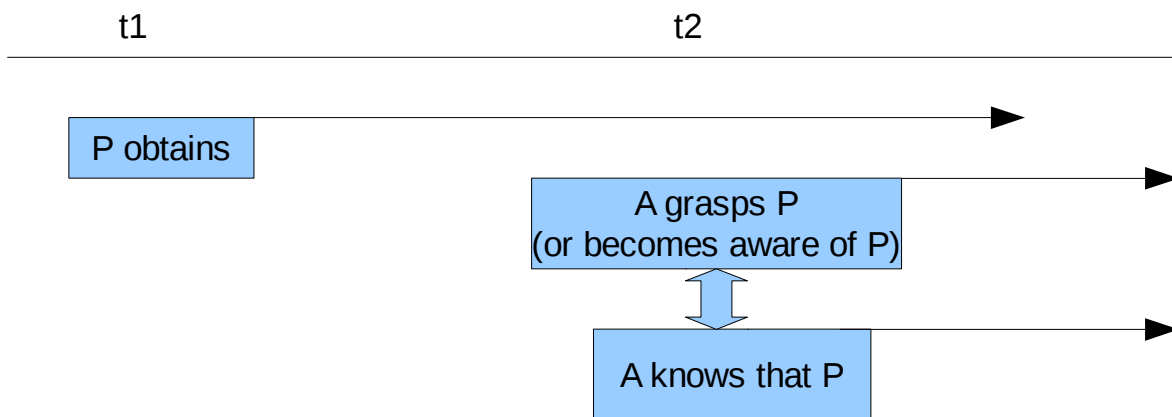 t1 t2
P obtains
A grasps P
(or becomes aware of P)
A knows that P